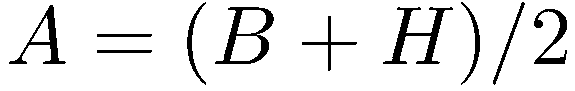 A = (B + H)/2